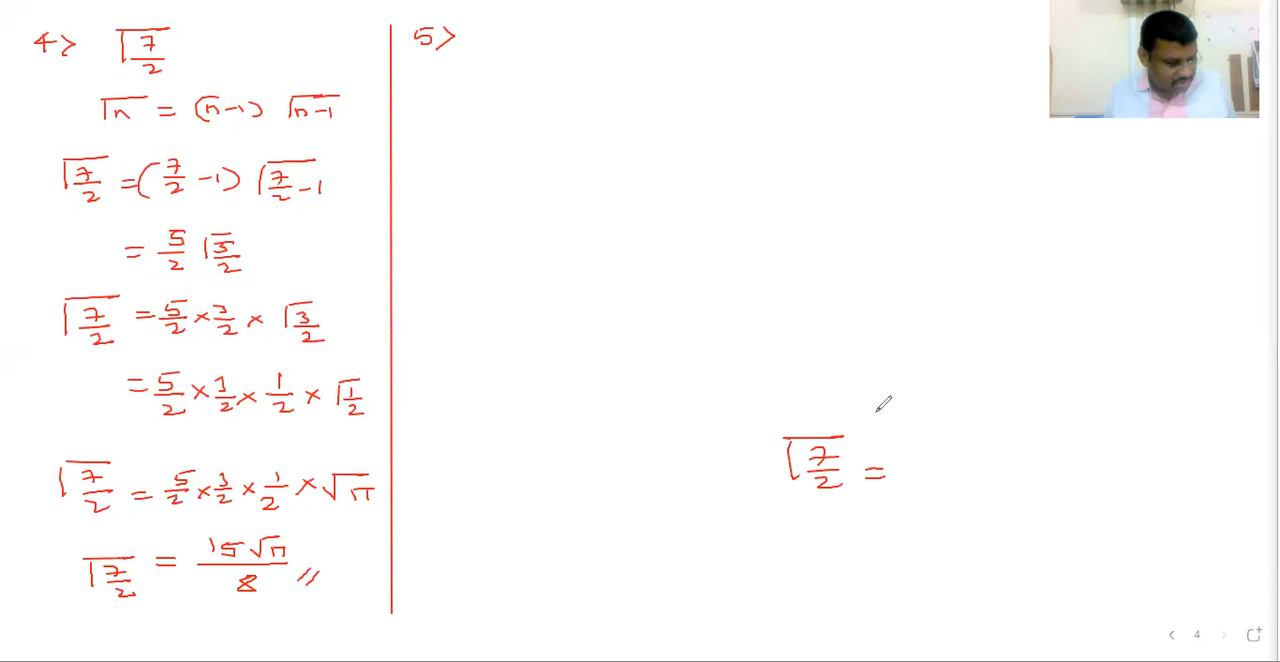 4> Γ7/2
Γn = (n-1) Γn-1
Γ7/2 = (7/2 -1) Γ7/2 -1
= 5/2 Γ5/2
Γ7/2 = 5/2 × 3/2 × Γ3/2
= 5/2 × 3/2 × 1/2 × Γ1/2
Γ7/2 = 5/2 × 3/2 × 1/2 × √π
Γ7/2 = 15√π/8 //
5>
Γ7/2 =
4